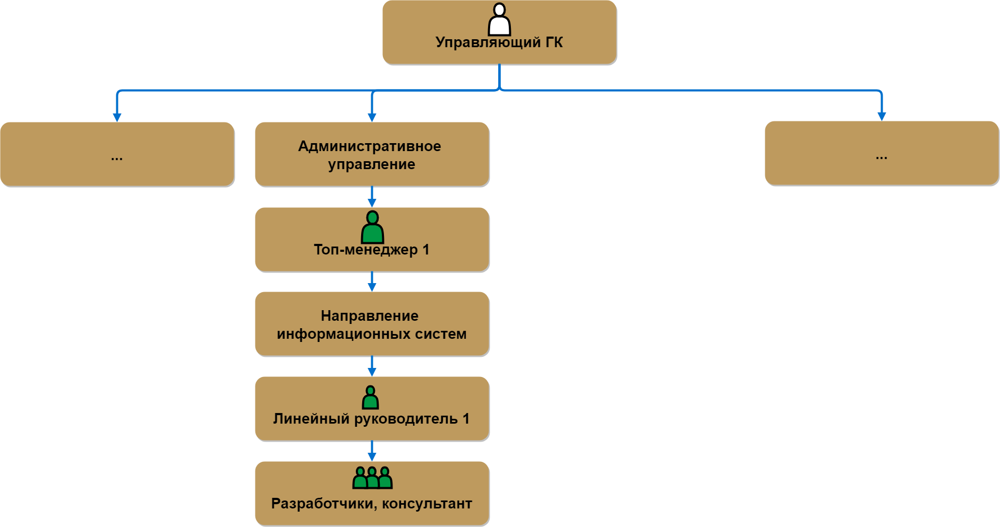 Управляющий ГК
...
Административное
управление
...
Топ-менеджер 1
Направление
информационных систем
Линейный руководитель 1
Разработчики, консультант